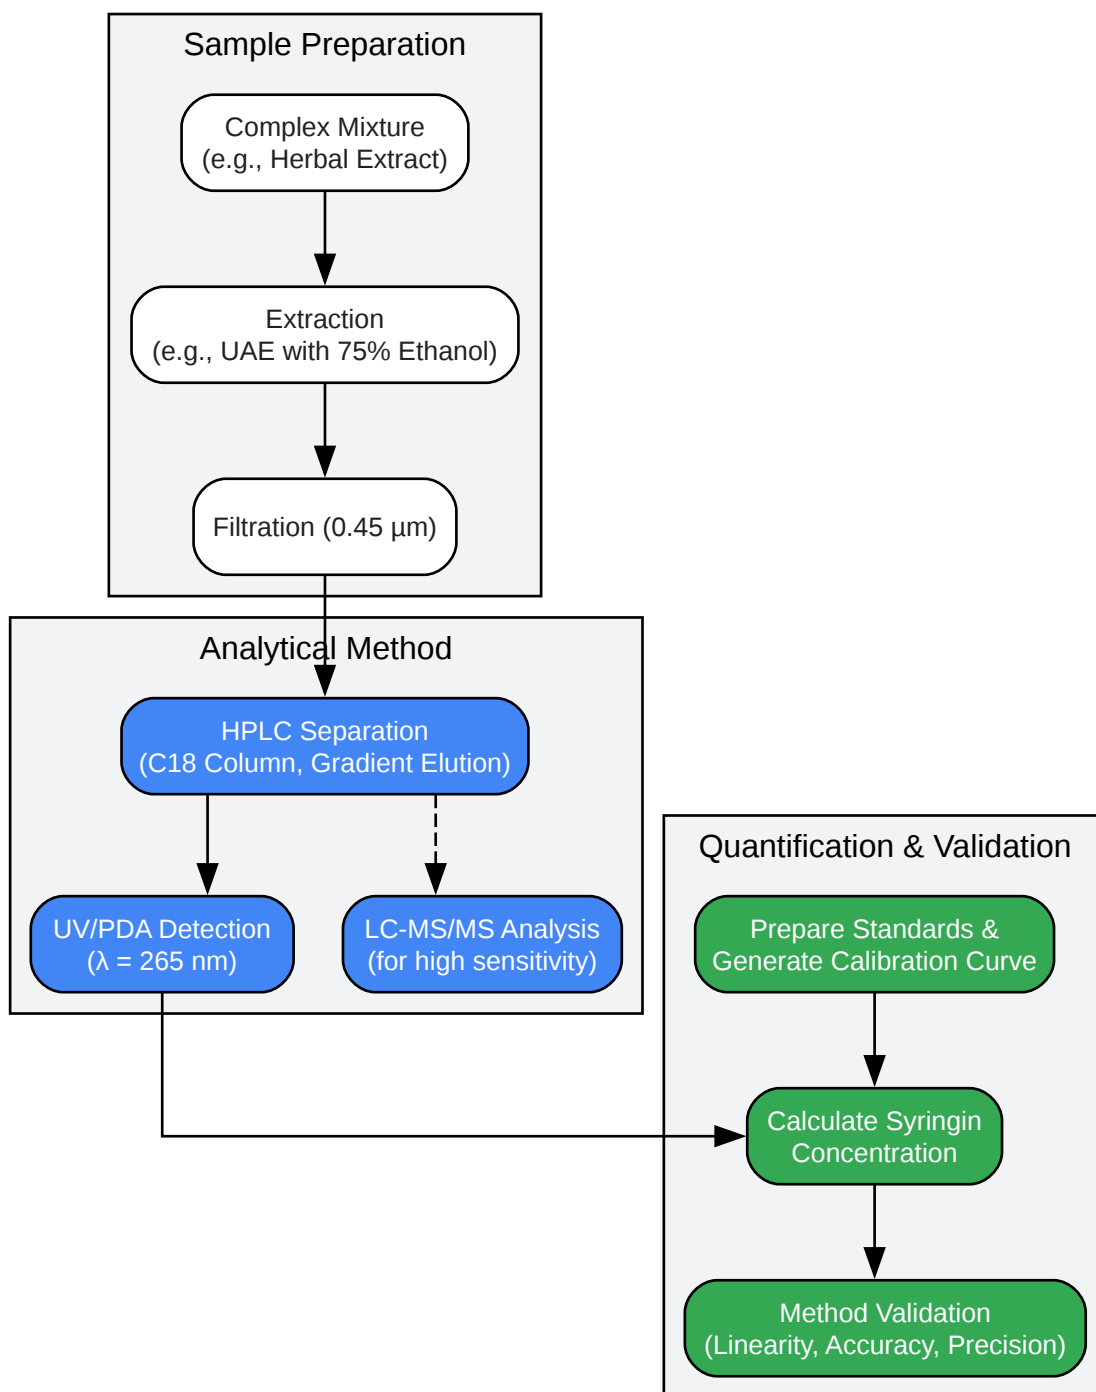 Sample Preparation
Complex Mixture
(e.g., Herbal Extract)
Extraction
(e.g., UAE with 75% Ethanol)
Filtration (0.45 µm)
Analytical Method
HPLC Separation
(C18 Column, Gradient Elution)
UV/PDA Detection
(λ = 265 nm)
LC-MS/MS Analysis
(for high sensitivity)
Quantification & Validation
Prepare Standards &
Generate Calibration Curve
Calculate Syringin
Concentration
Method Validation
(Linearity, Accuracy, Precision)